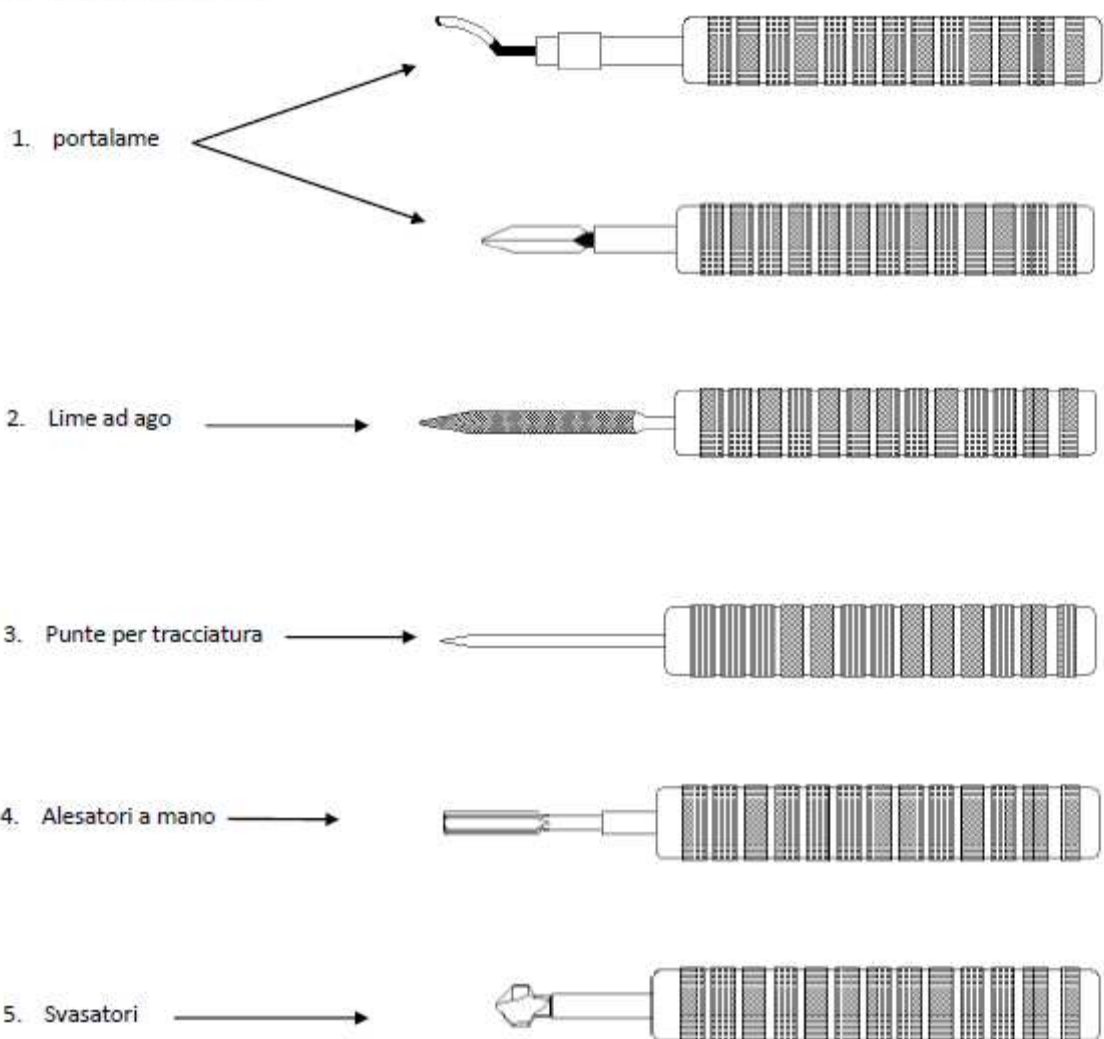 1. portalame
2. Lime ad ago
3. Punte per tracciatura
4. Alesatori a mano
5. Svasatori